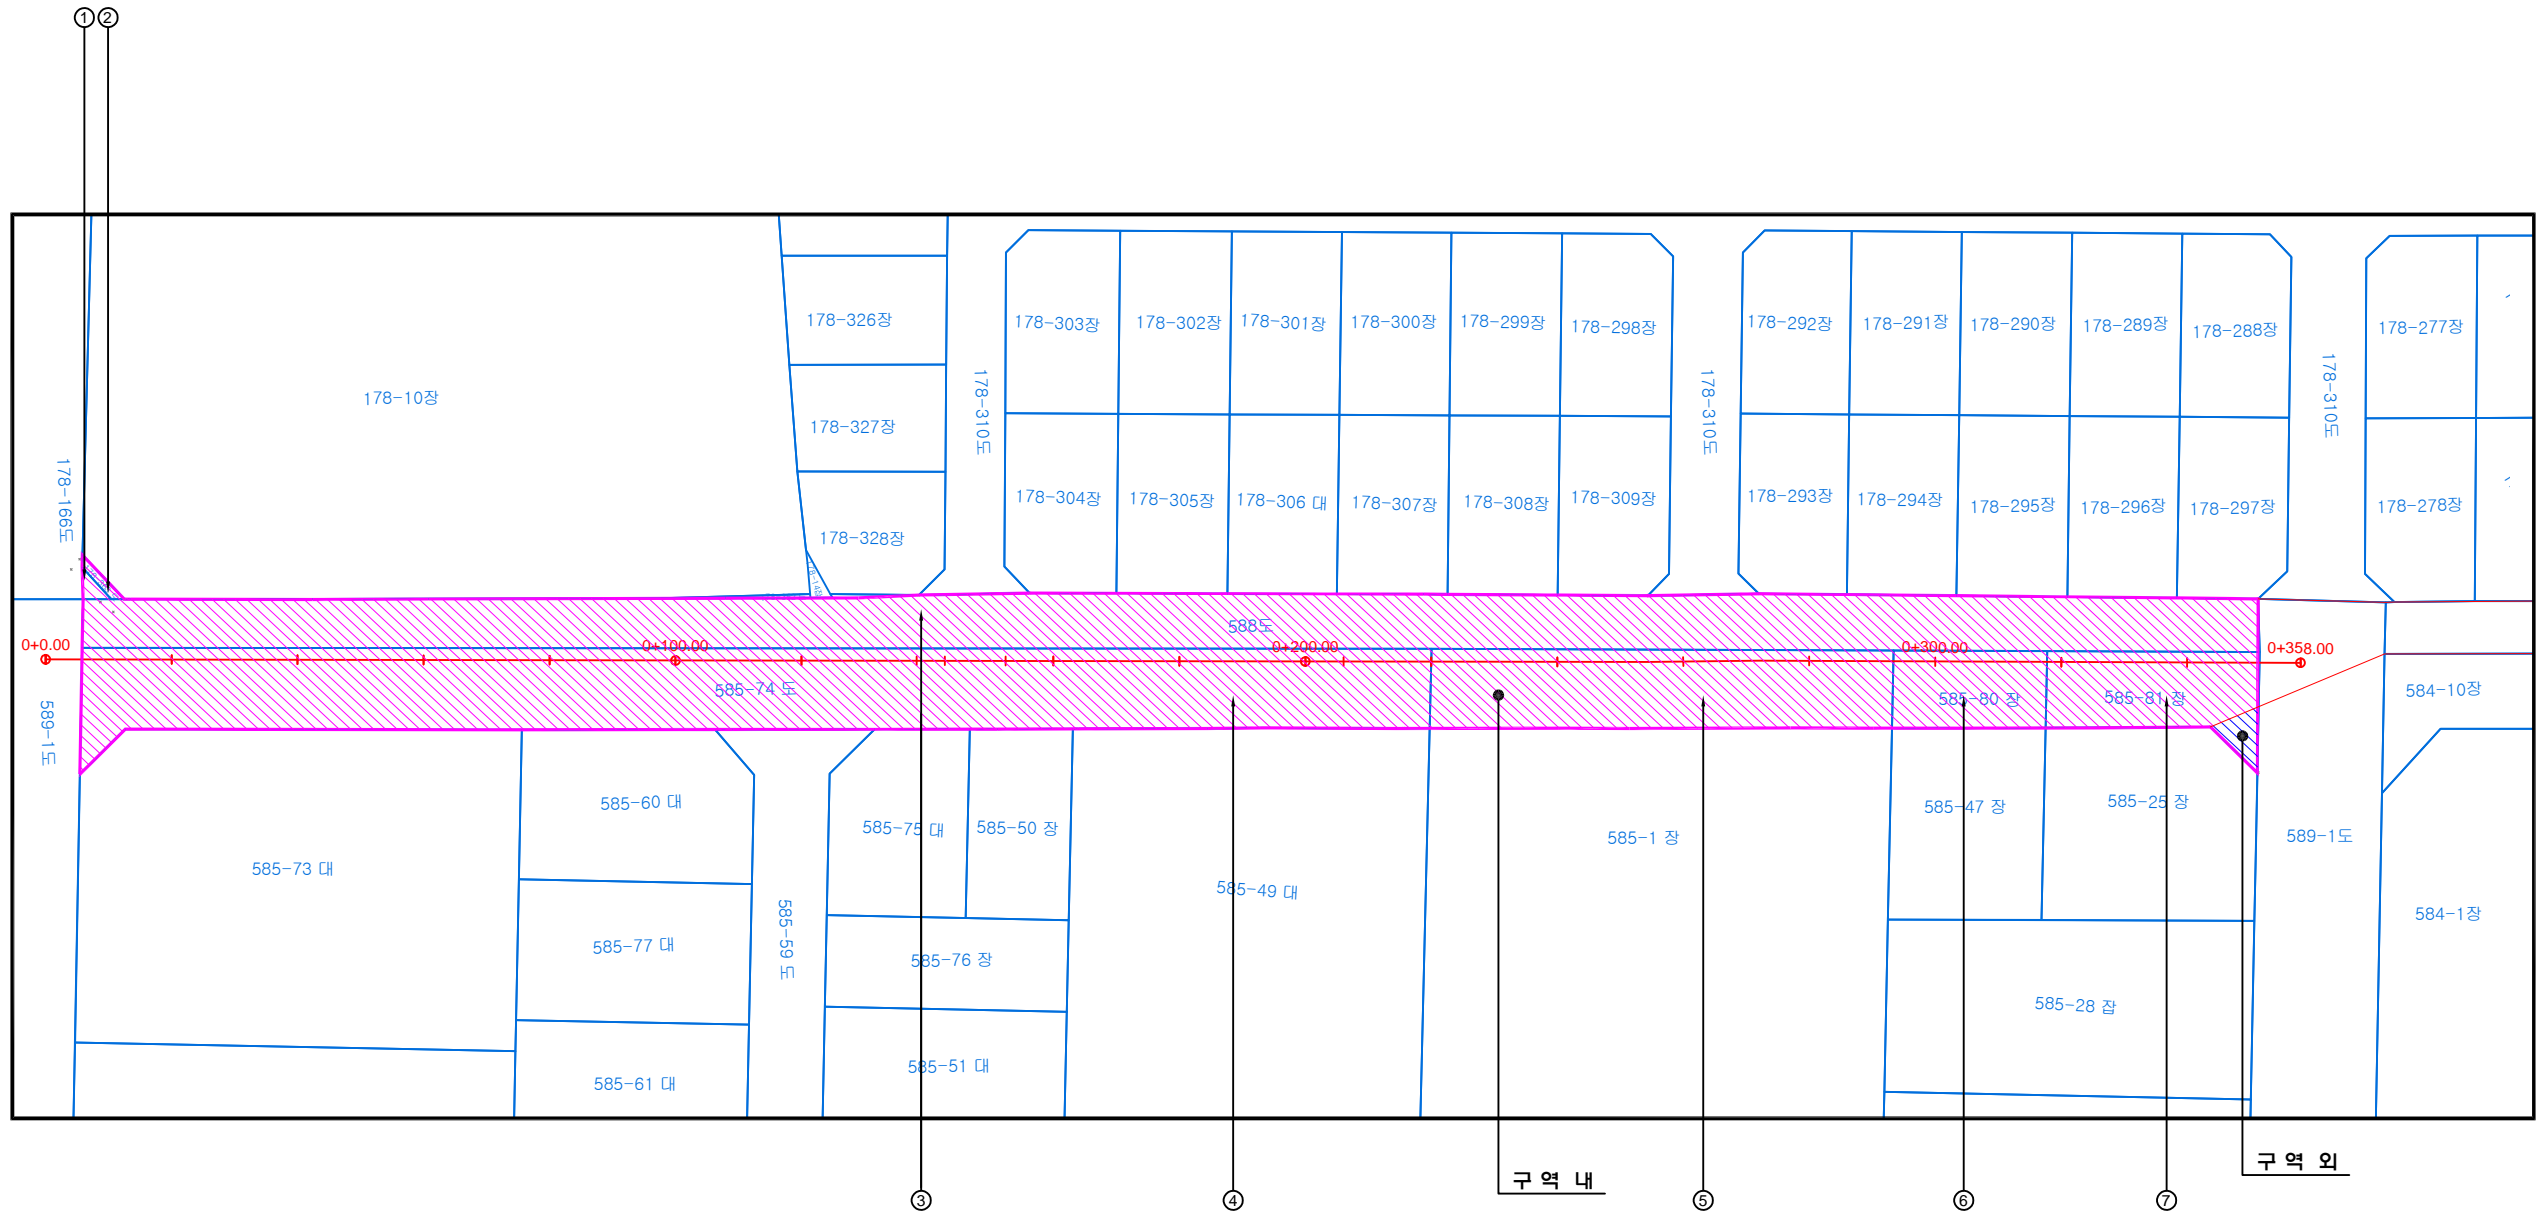 ① ②
178-326장
178-303장 178-302장 178-301장 178-300장 178-299장 178-298장 178-292장 178-291장 178-290장 178-289장 178-288장 178-277장
178-10장
178-310도 178-310도 178-310도
178-327장
178-166도
178-304장 178-305장 178-306 대 178-307장 178-308장 178-309장 178-293장 178-294장 178-295장 178-296장 178-297장 178-278장
178-328장
588도
0+0.00 0+100.00 0+200.00 0+300.00 0+358.00
589-1도
585-74 도 585-80 장 585-81 장 584-10장
585-60 대 585-75 대 585-50 장 585-1 장 585-47 장 585-25 장 589-1도
585-73 대 585-49 대 584-1장
585-77 대 585-59 도 585-76 장
585-28 잡
585-61 대 585-51 대
구 역 내 구 역 외
③ ④ ⑤ ⑥ ⑦